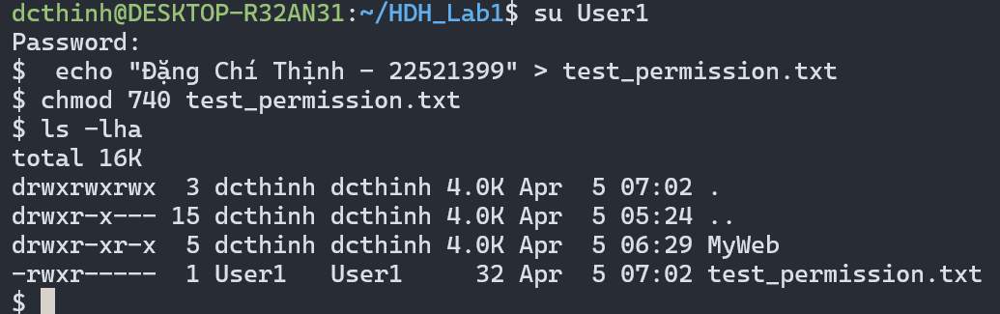 dcthinh@DESKTOP-R32AN31:~/HDH_Lab1$ su User1
Password:
$  echo "Đặng Chí Thịnh - 22521399" > test_permission.txt
$ chmod 740 test_permission.txt
$ ls -lha
total 16K
drwxrwxrwx  3 dcthinh dcthinh 4.0K Apr  5 07:02 .
drwxr-x--- 15 dcthinh dcthinh 4.0K Apr  5 05:24 ..
drwxr-xr-x  5 dcthinh dcthinh 4.0K Apr  5 06:29 MyWeb
-rwxr-----  1 User1   User1     32 Apr  5 07:02 test_permission.txt
$